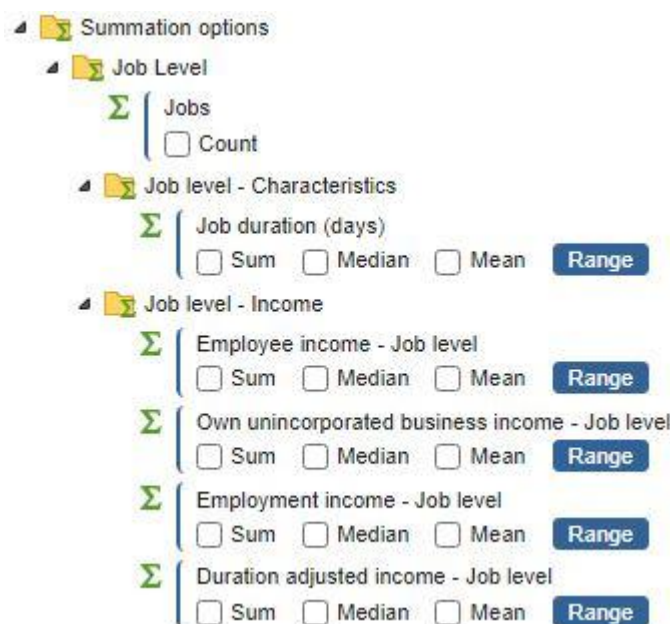 Summation options
Job Level
Σ Jobs
Count
Job level - Characteristics
Σ Job duration (days)
Sum Median Mean Range
Job level - Income
Σ Employee income - Job level
Sum Median Mean Range
Σ Own unincorporated business income - Job level
Sum Median Mean Range
Σ Employment income - Job level
Sum Median Mean Range
Σ Duration adjusted income - Job level
Sum Median Mean Range